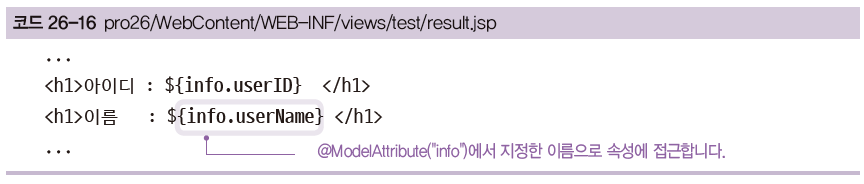 코드 26-16 pro26/WebContent/WEB-INF/views/test/result.jsp
...
<h1>아이디 : ${info.userID}  </h1>
<h1>이름   : ${info.userName} </h1>
...
@ModelAttribute("info")에서 지정한 이름으로 속성에 접근합니다.